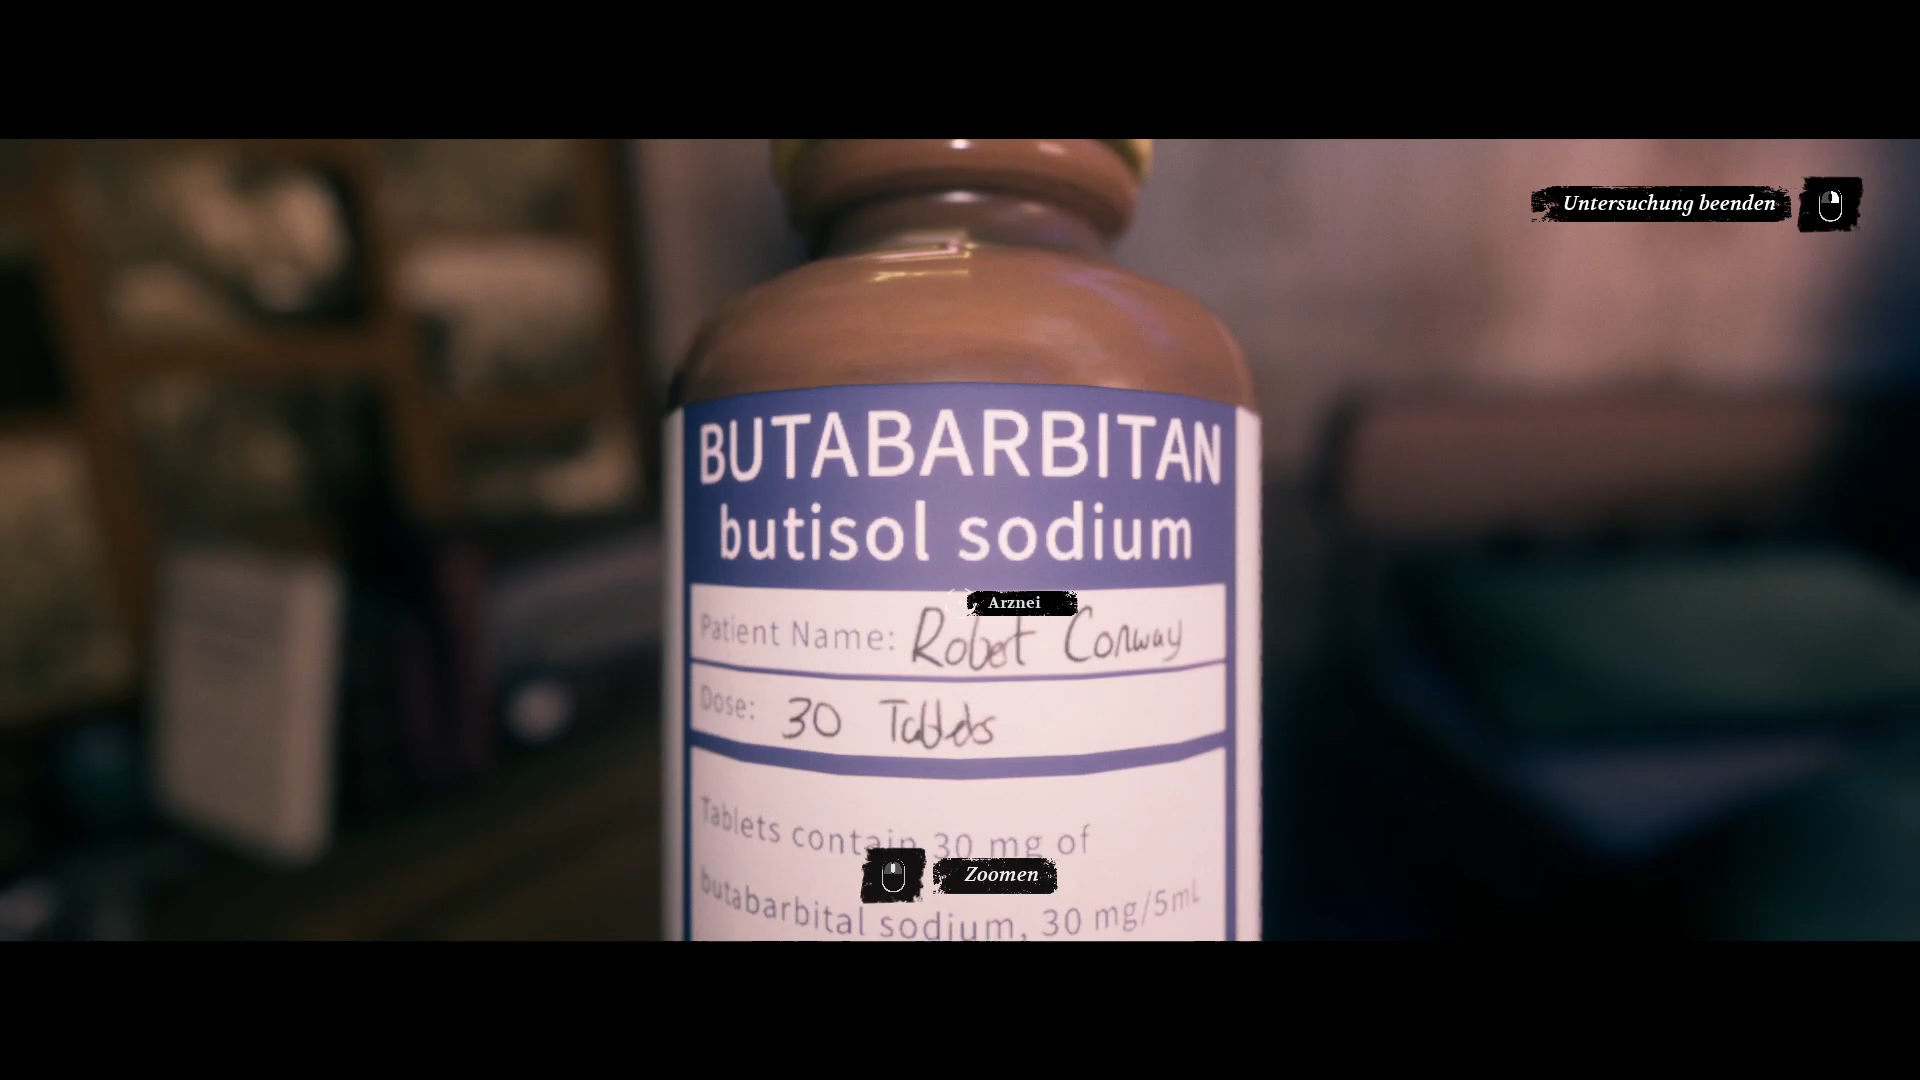 Untersuchung beenden
BUTABARBITAN
butisol sodium
Arznei
Patient Name: Robert Conway
Dose: 30 Tablets
Tablets contain 30 mg of
Zoomen
butabarbital sodium, 30 mg/5mL